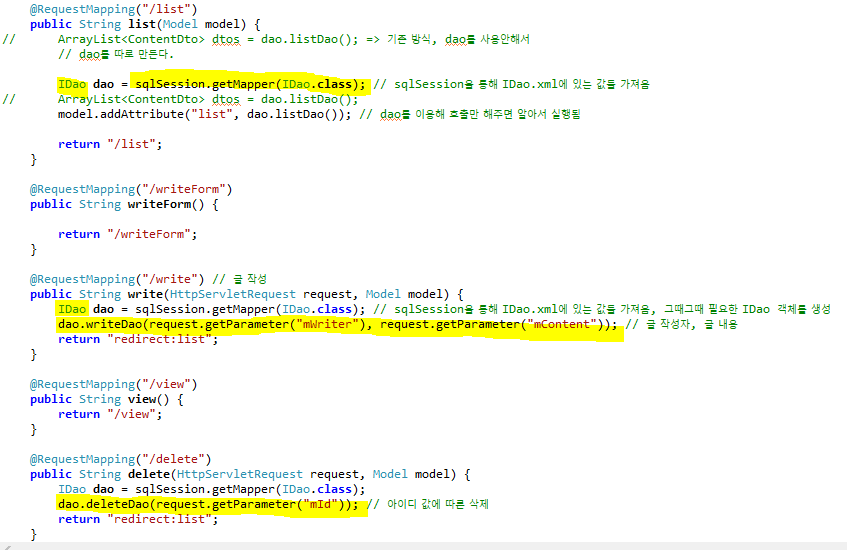 @RequestMapping("/list")
public String list(Model model) {
// ArrayList<ContentDto> dtos = dao.listDao(); => 기존 방식, dao를 사용안해서
// dao를 따로 만든다.
IDao dao = sqlSession.getMapper(IDao.class); // sqlSession을 통해 IDao.xml에 있는 값을 가져옴
// ArrayList<ContentDto> dtos = dao.listDao();
model.addAttribute("list", dao.listDao()); // dao를 이용해 호출만 해주면 알아서 실행됨
return "/list";
}
@RequestMapping("/writeForm")
public String writeForm() {
return "/writeForm";
}
@RequestMapping("/write") // 글 작성
public String write(HttpServletRequest request, Model model) {
IDao dao = sqlSession.getMapper(IDao.class); // sqlSession을 통해 IDao.xml에 있는 값을 가져옴, 그때그때 필요한 IDao 객체를 생성
dao.writeDao(request.getParameter("mWriter"), request.getParameter("mContent")); // 글 작성자, 글 내용
return "redirect:list";
}
@RequestMapping("/view")
public String view() {
return "/view";
}
@RequestMapping("/delete")
public String delete(HttpServletRequest request, Model model) {
IDao dao = sqlSession.getMapper(IDao.class);
dao.deleteDao(request.getParameter("mId")); // 아이디 값에 따른 삭제
return "redirect:list";
}